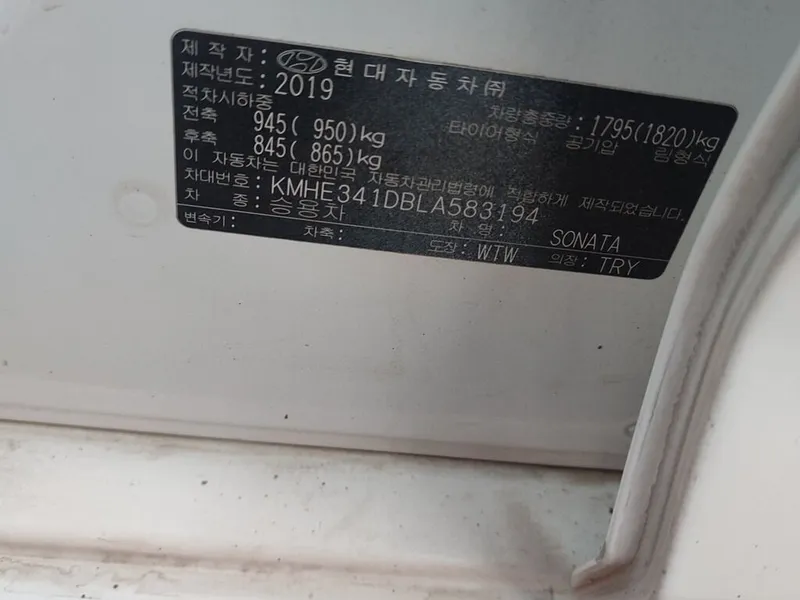 제 작 자 : 현대자동차㈜
제작년도 : 2019
적차시하중 차량총중량 : 1795(1820)kg
전축 945( 950)kg 타이어형식 공기압 림형식
후축 : 845( 865)kg
이 자동차는 대한민국 자동차관리법령에 적합하게 제작되었습니다.
차대번호 : KMHE341DBLA583194
차 종 : 승용차 차 명 : SONATA
변속기 : 차축 : 도장 : WTW 의장 : TRY